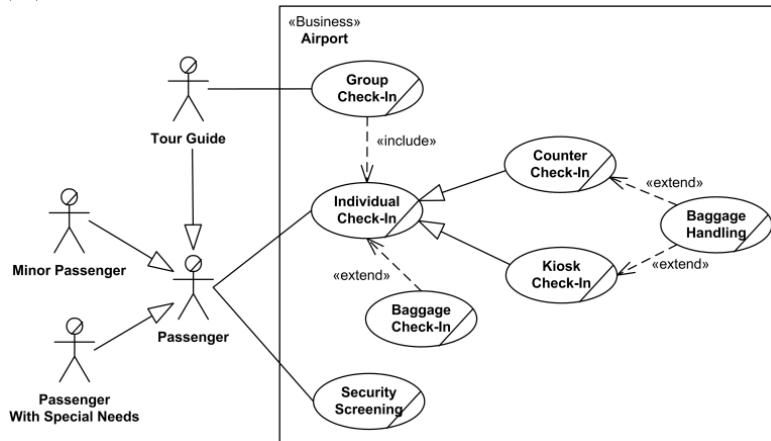 «Business»
Airport
Group
Check-In
Tour Guide
«include»
Counter
Check-In
«extend»
Individual
Check-In
Baggage
Handling
Minor Passenger
«extend»
Kiosk
Check-In
«extend»
Passenger
Baggage
Check-In
Passenger
With Special Needs
Security
Screening